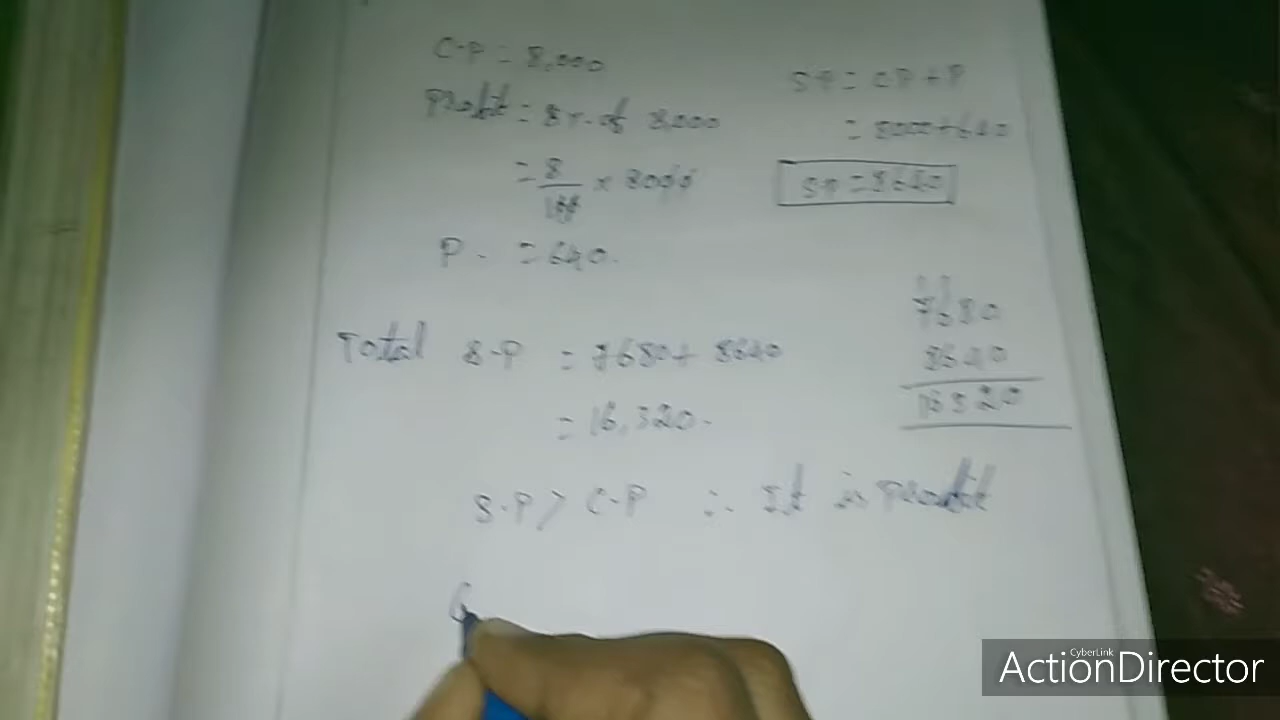 C·P = 8,000
Profit = 8%. of 8,000
= 8/100 × 8000
P. = 640.
SP = CP + P
= 8000+640
SP = 8640
Total S·P = 7680+ 8640
= 16,320.
7680
8640
16320
S·P > C·P ∴ It is profit
CyberLink
ActionDirector